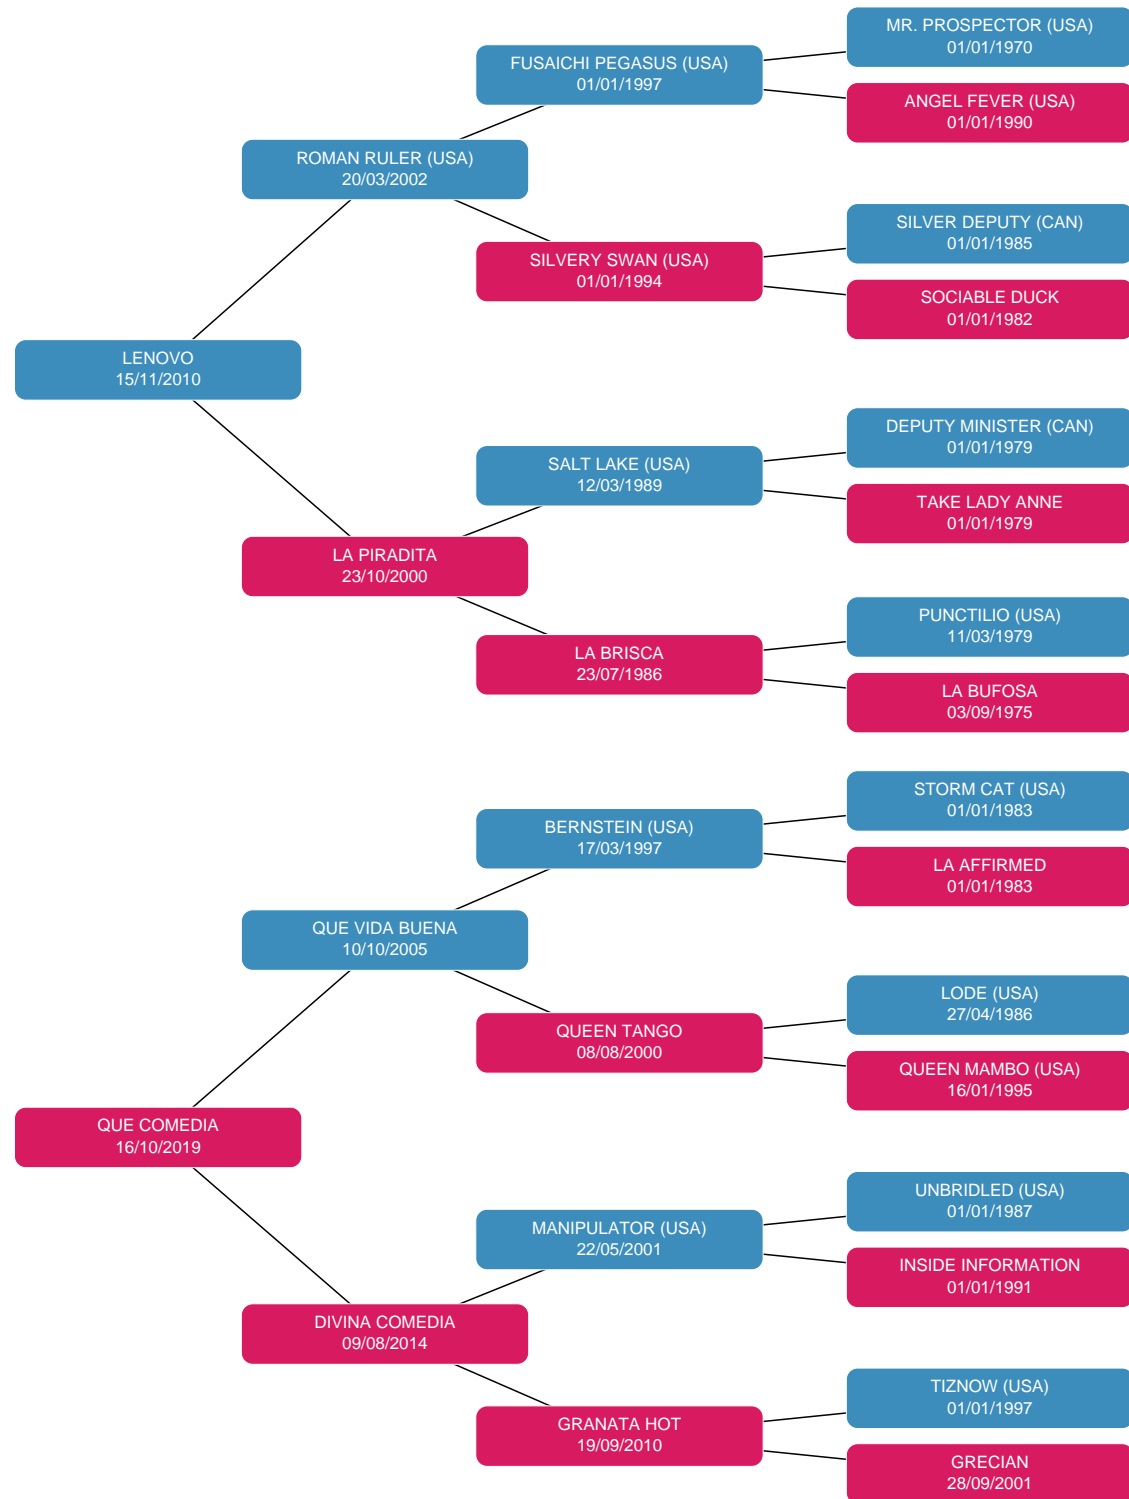 MR. PROSPECTOR (USA)
01/01/1970
FUSAICHI PEGASUS (USA)
01/01/1997
ANGEL FEVER (USA)
01/01/1990
ROMAN RULER (USA)
20/03/2002
SILVER DEPUTY (CAN)
01/01/1985
SILVERY SWAN (USA)
01/01/1994
SOCIABLE DUCK
01/01/1982
LENOVO
15/11/2010
DEPUTY MINISTER (CAN)
01/01/1979
SALT LAKE (USA)
12/03/1989
TAKE LADY ANNE
01/01/1979
LA PIRADITA
23/10/2000
PUNCTILIO (USA)
11/03/1979
LA BRISCA
23/07/1986
LA BUFOSA
03/09/1975
STORM CAT (USA)
01/01/1983
BERNSTEIN (USA)
17/03/1997
LA AFFIRMED
01/01/1983
QUE VIDA BUENA
10/10/2005
LODE (USA)
27/04/1986
QUEEN TANGO
08/08/2000
QUEEN MAMBO (USA)
16/01/1995
QUE COMEDIA
16/10/2019
UNBRIDLED (USA)
01/01/1987
MANIPULATOR (USA)
22/05/2001
INSIDE INFORMATION
01/01/1991
DIVINA COMEDIA
09/08/2014
TIZNOW (USA)
01/01/1997
GRANATA HOT
19/09/2010
GRECIAN
28/09/2001